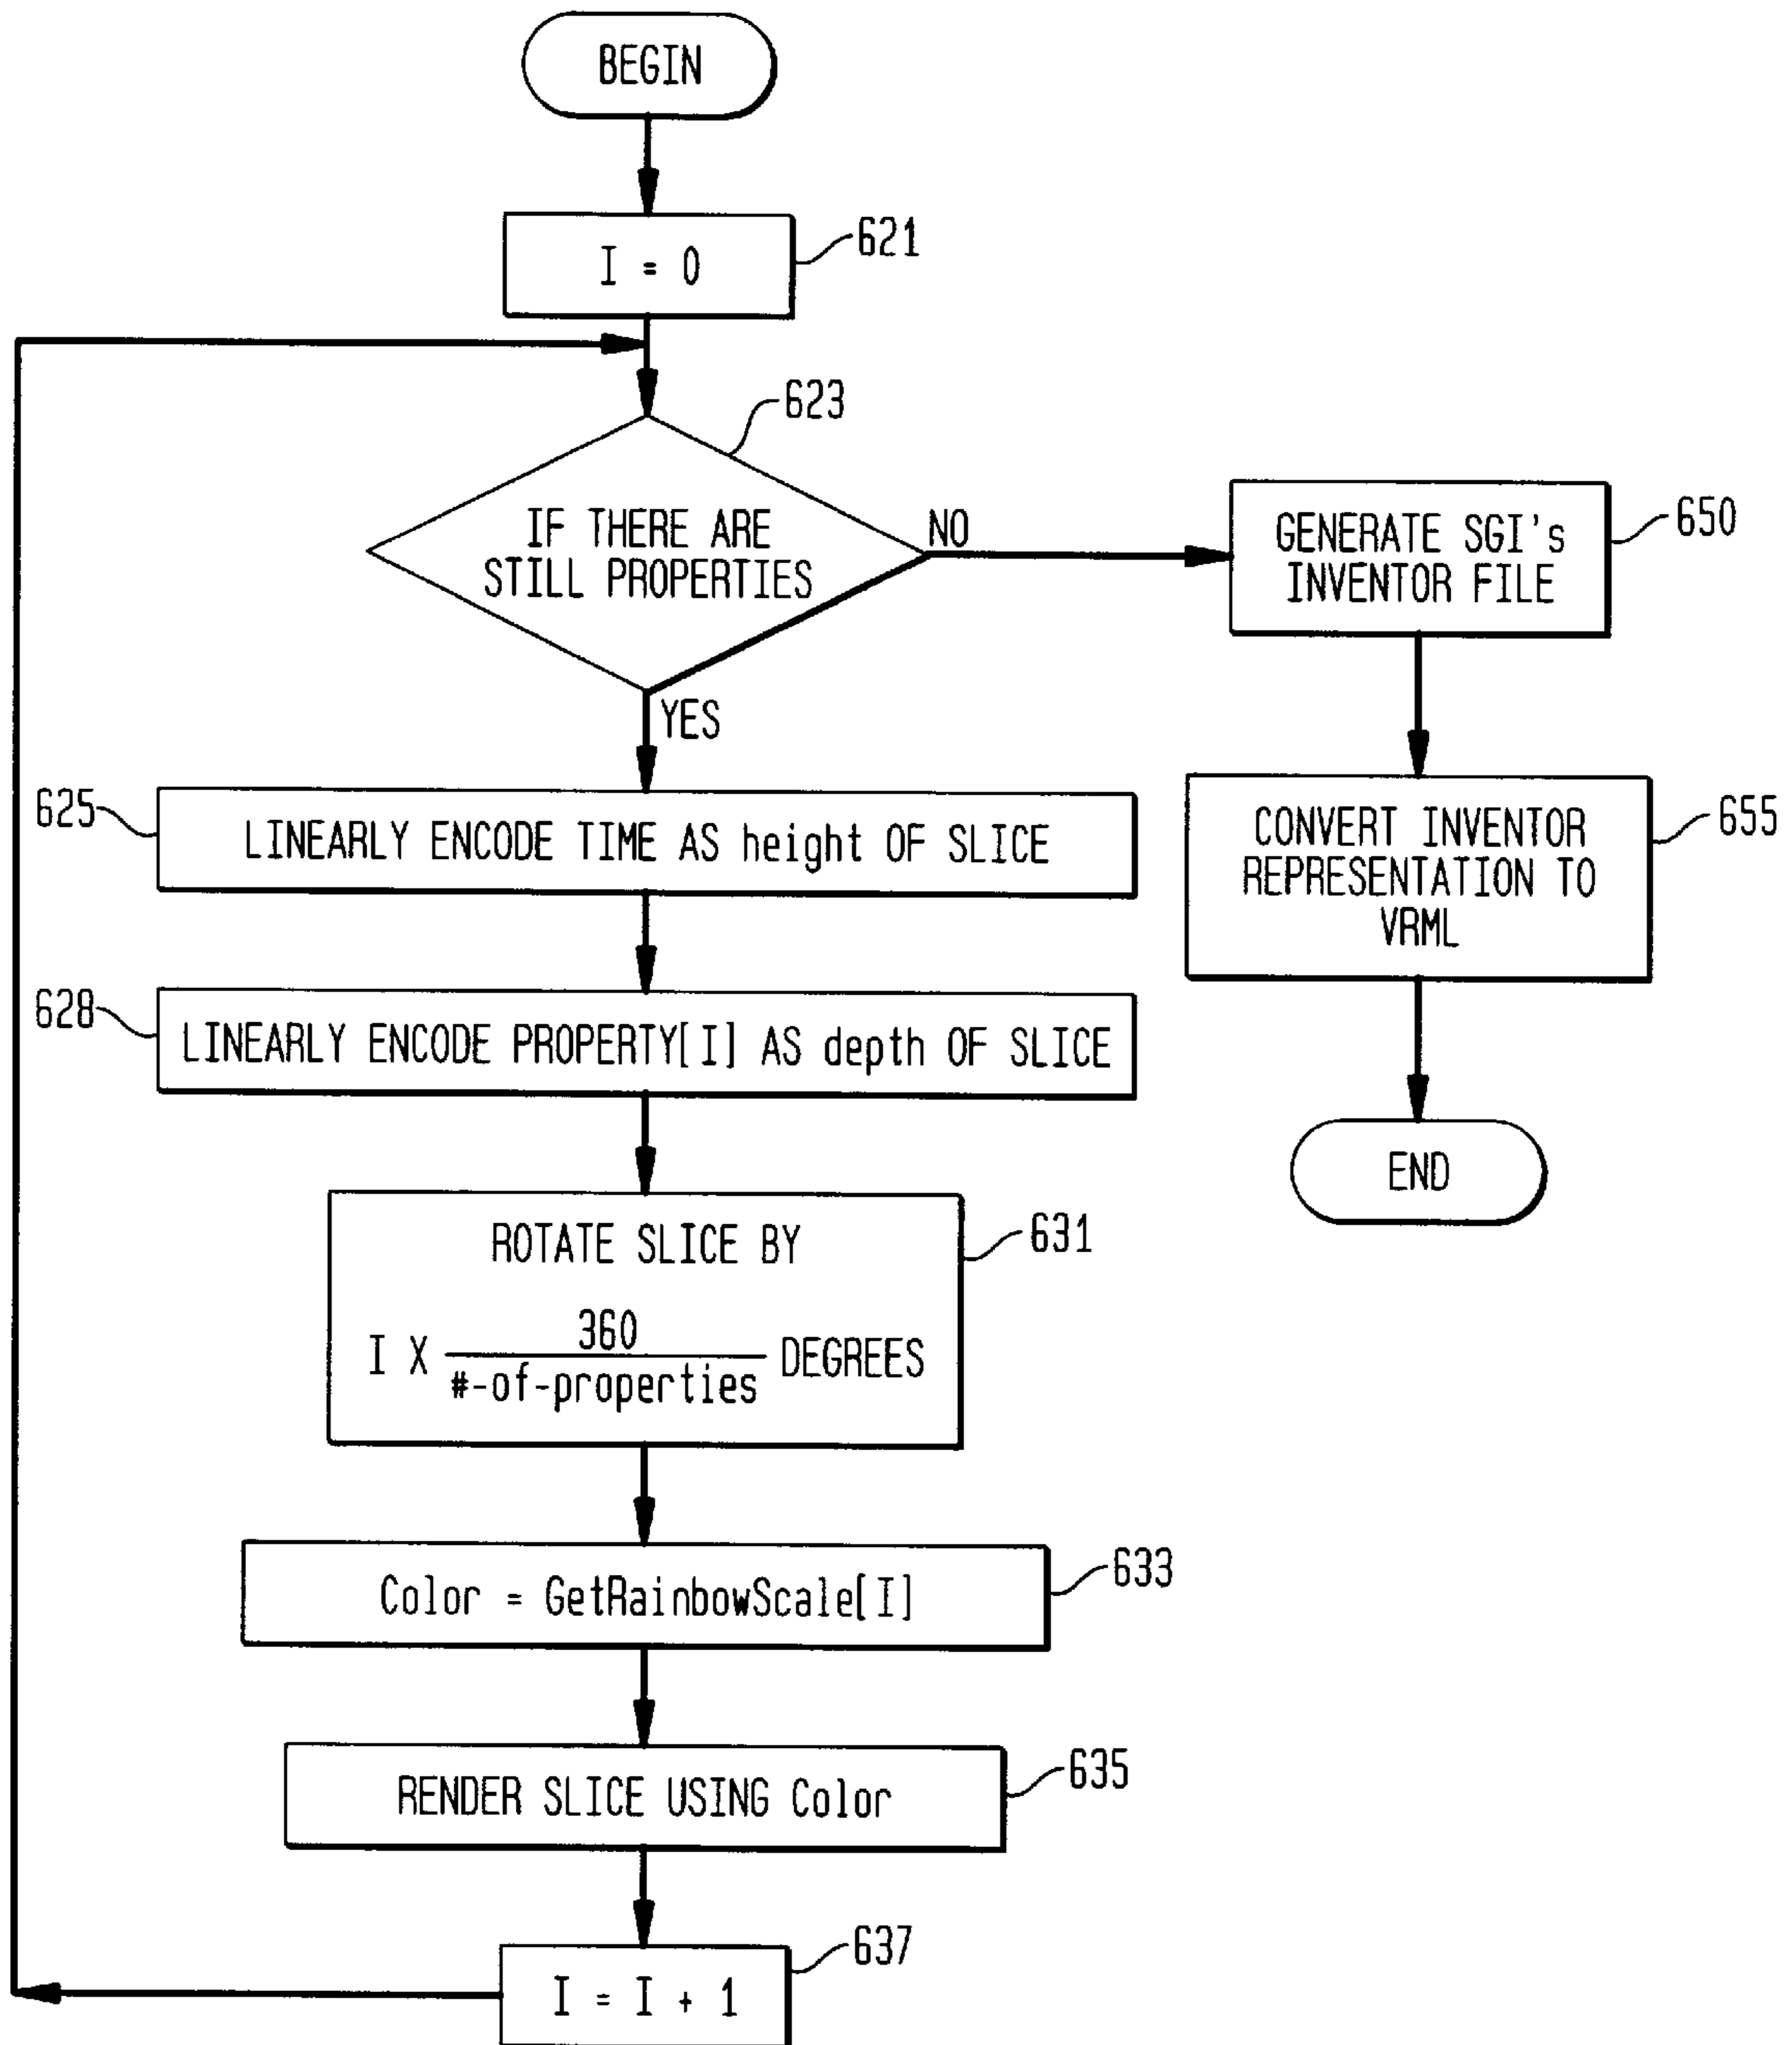 BEGIN
I = 0
621
623
IF THERE ARE
STILL PROPERTIES
NO
YES
GENERATE SGI's
INVENTOR FILE
650
CONVERT INVENTOR
REPRESENTATION TO
VRML
655
END
625
LINEARLY ENCODE TIME AS height OF SLICE
628
LINEARLY ENCODE PROPERTY[I] AS depth OF SLICE
ROTATE SLICE BY
I X 360 / #-of-properties DEGREES
631
Color = GetRainbowScale[I]
633
RENDER SLICE USING Color
635
I = I + 1
637